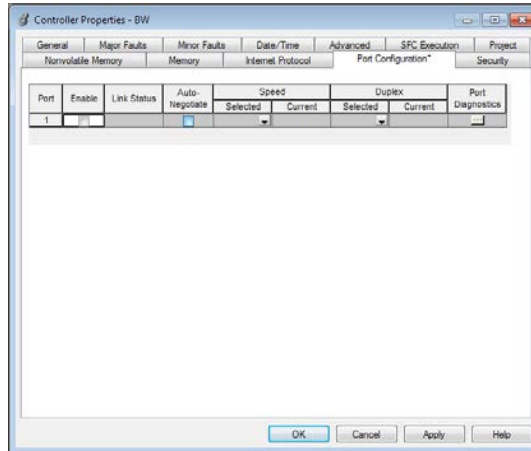 Controller Properties - BW
General Major Faults Minor Faults Date/Time Advanced SFC Execution Project
Nonvolatile Memory Memory Internet Protocol Port Configuration* Security
Port Enable Link Status Auto-Negotiate Speed Duplex Port Diagnostics
Selected Current Selected Current
1
OK Cancel Apply Help